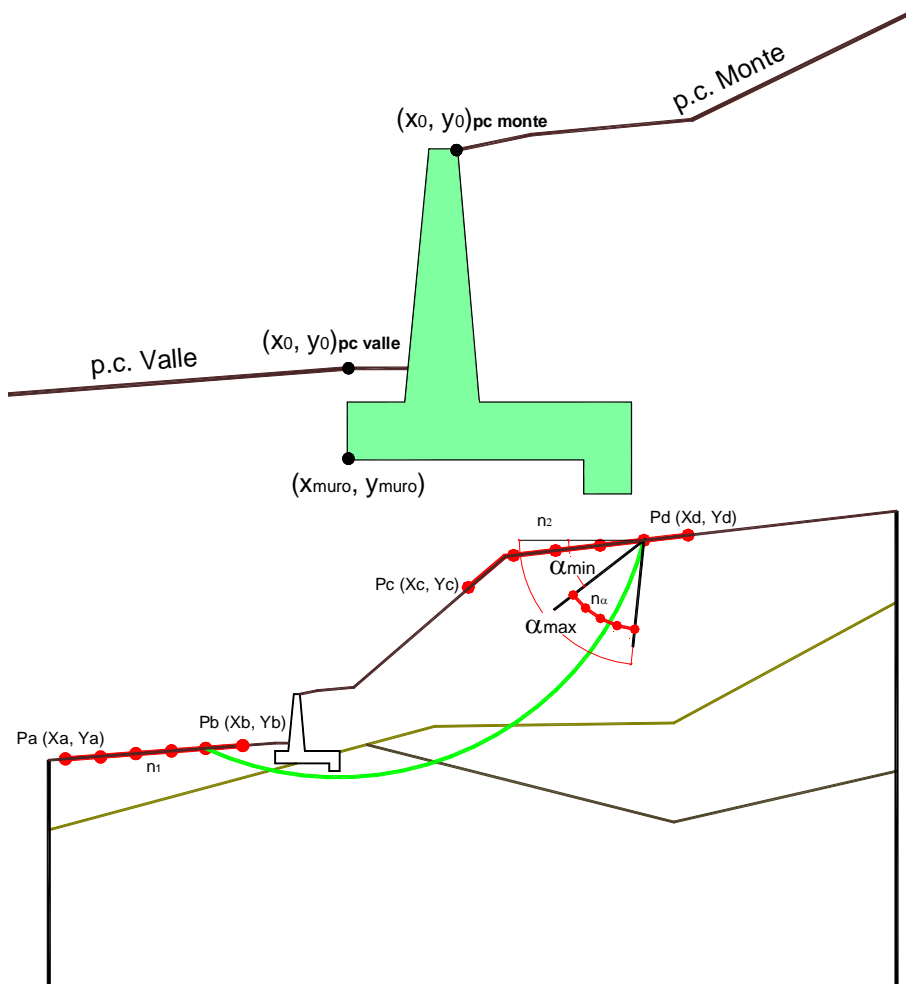 p.c. Monte
(x0, y0)pc monte
(x0, y0)pc valle
p.c. Valle
(xmuro, ymuro)
n2
Pd (Xd, Yd)
αmin
Pc (Xc, Yc)
nα
αmax
Pb (Xb, Yb)
Pa (Xa, Ya)
n1